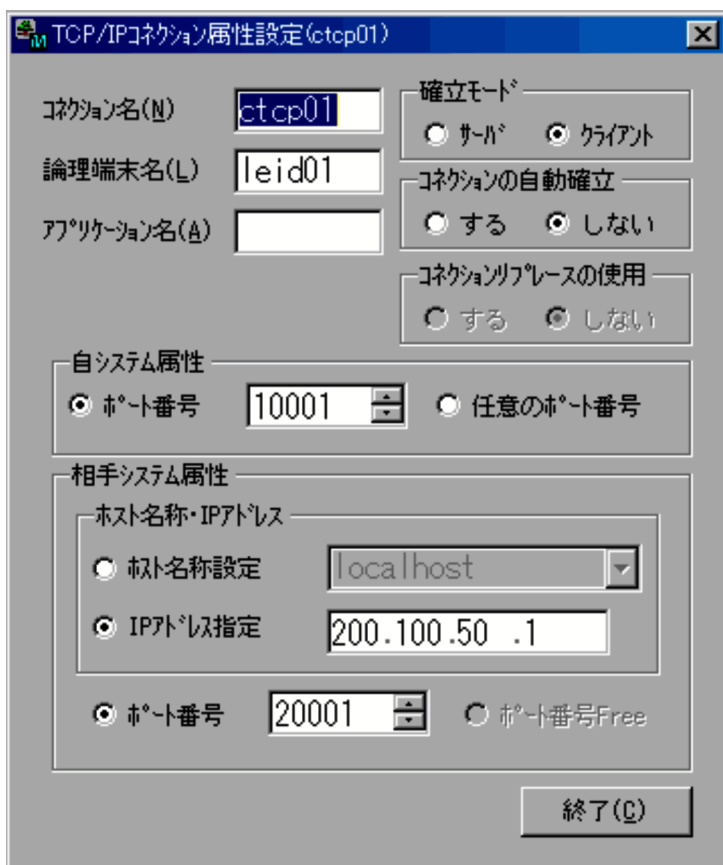 TCP/IPｺﾈｸｼｮﾝ属性設定(ctcp01)
ｺﾈｸｼｮﾝ名(N)
ctcp01
論理端末名(L)
leid01
ｱﾌﾟﾘｹｰｼｮﾝ名(A)
確立ﾓｰﾄﾞ
ｻｰﾊﾞ ｸﾗｲｱﾝﾄ
ｺﾈｸｼｮﾝの自動確立
する しない
ｺﾈｸｼｮﾝﾘﾌﾟﾚｰｽの使用
する しない
自ｼｽﾃﾑ属性
ﾎﾟｰﾄ番号 10001 任意のﾎﾟｰﾄ番号
相手ｼｽﾃﾑ属性
ﾎｽﾄ名称・IPｱﾄﾞﾚｽ
ﾎｽﾄ名称設定 localhost
IPｱﾄﾞﾚｽ指定 200.100.50 .1
ﾎﾟｰﾄ番号 20001 ﾎﾟｰﾄ番号Free
終了(C)